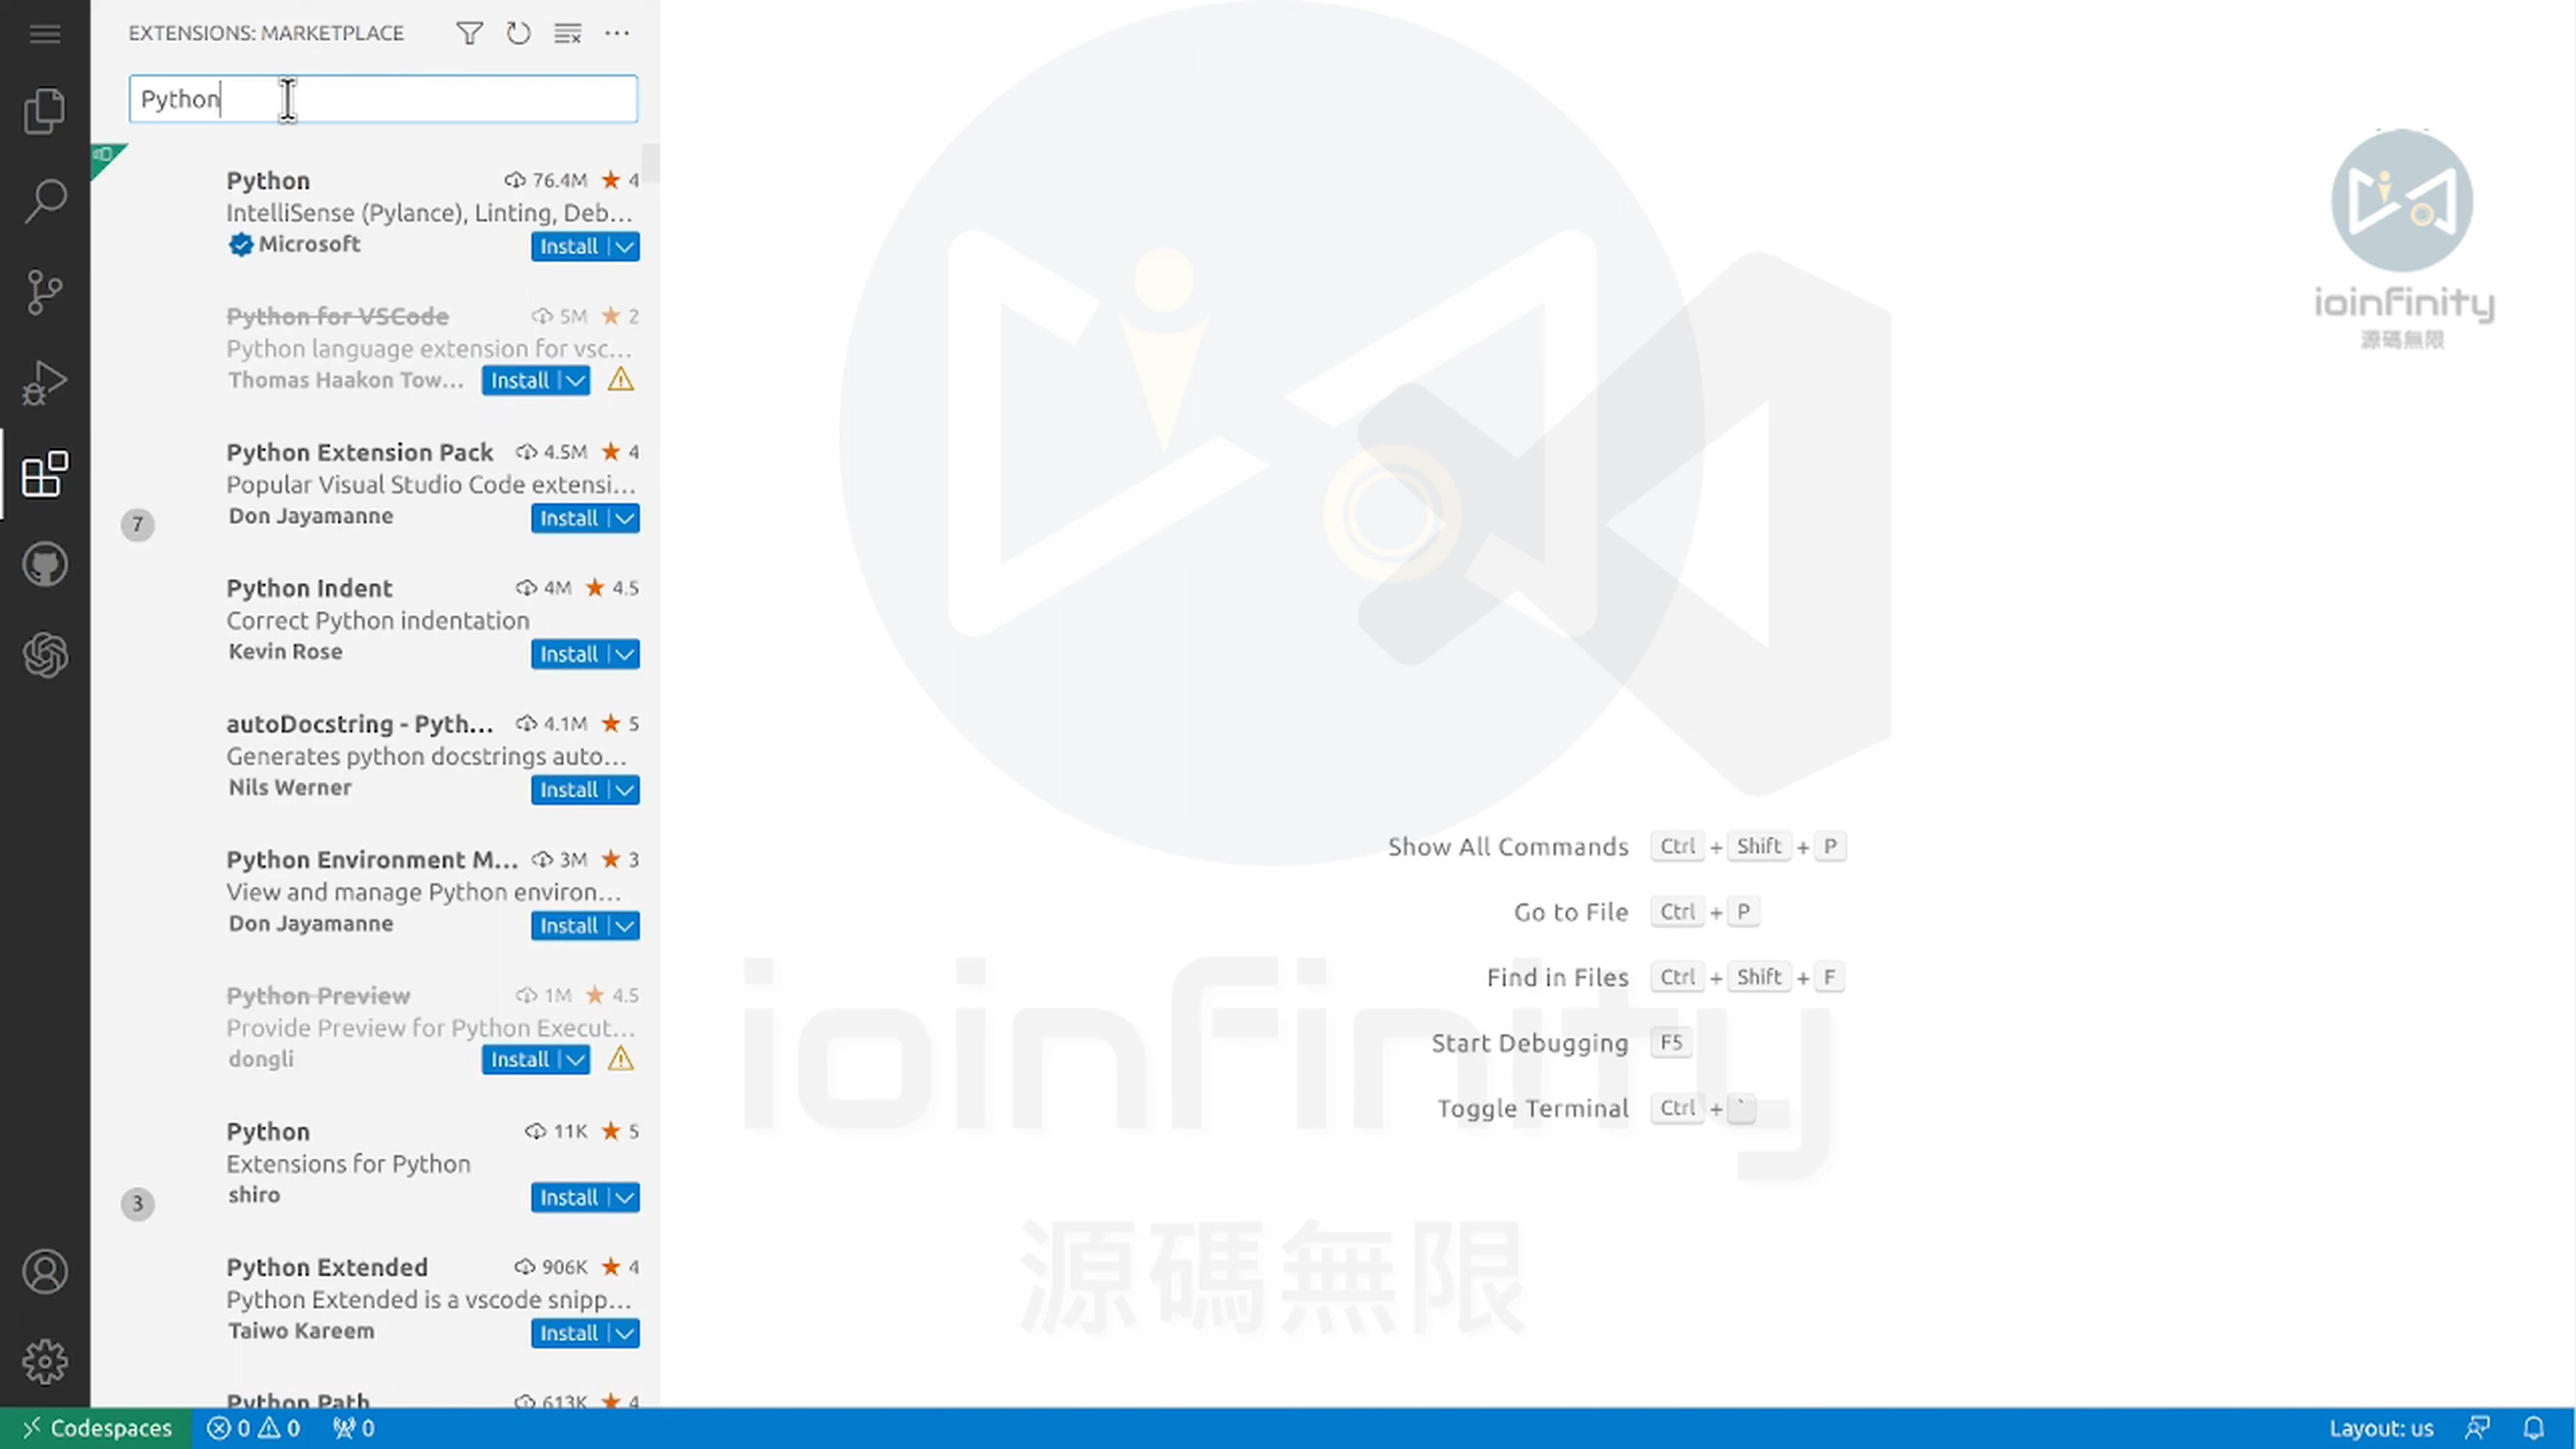 EXTENSIONS: MARKETPLACE
Python
Python 76.4M 4
IntelliSense (Pylance), Linting, Deb...
Microsoft Install
Python for VSCode 5M 2
Python language extension for vsc...
Thomas Haakon Tow... Install
Python Extension Pack 4.5M 4
Popular Visual Studio Code extensi...
7 Don Jayamanne Install
Python Indent 4M 4.5
Correct Python indentation
Kevin Rose Install
autoDocstring - Pyth... 4.1M 5
Generates python docstrings auto...
Nils Werner Install
Python Environment M... 3M 3
View and manage Python environ...
Don Jayamanne Install
Python Preview 1M 4.5
Provide Preview for Python Execut...
dongli Install
Python 11K 5
Extensions for Python
3 shiro Install
Python Extended 906K 4
Python Extended is a vscode snipp...
Taiwo Kareem Install
Python Path 613K 4
Show All Commands Ctrl + Shift + P
Go to File Ctrl + P
Find in Files Ctrl + Shift + F
Start Debugging F5
Toggle Terminal Ctrl + `
ioinfinity
源碼無限
ioinfinity
源碼無限
Codespaces 0 0 0 Layout: us